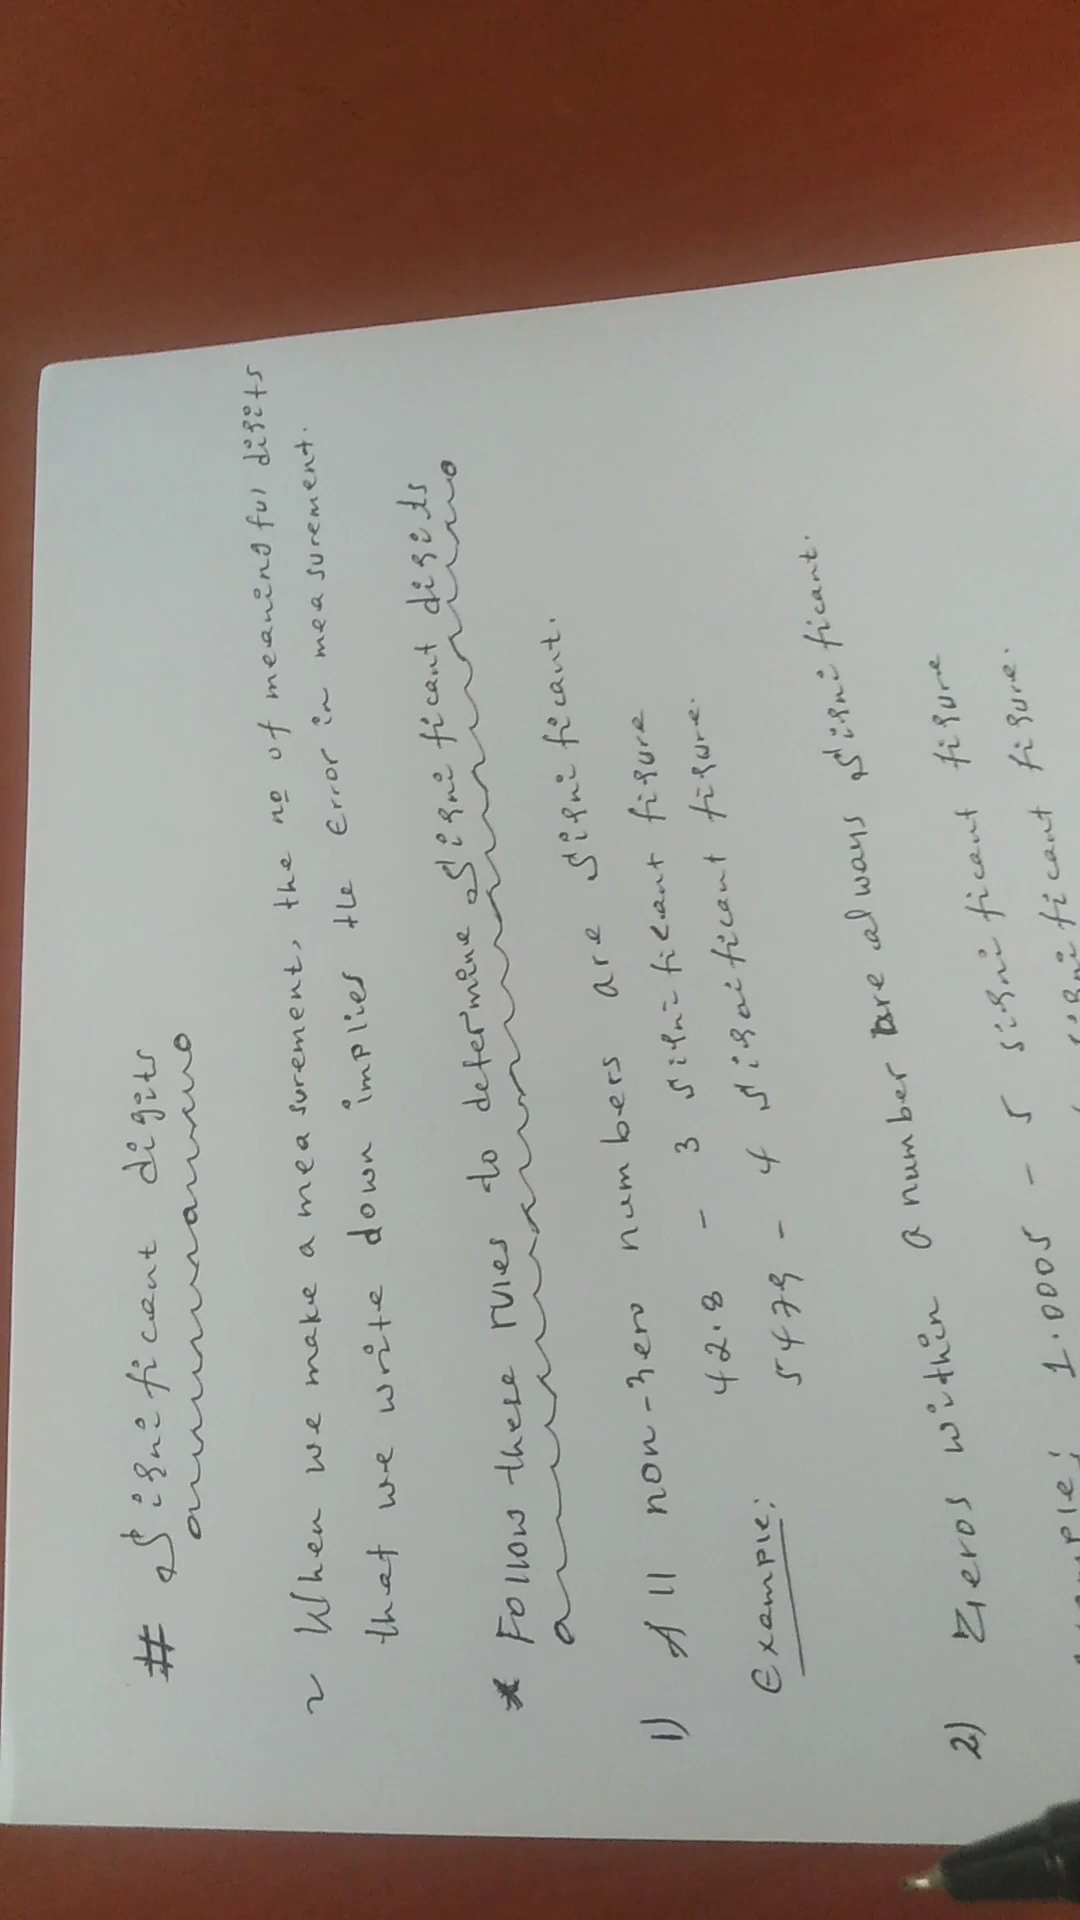 # Significant digits
~ When we make a measurement, the no of meaningful digits
that we write down implies the Error in measurement.
* Follow these rules to determine significant digits
1) All non-zero numbers are significant.
42.8 - 3 significant figure
Example: 5479 - 4 significant figure.
2) Zeros within a number are always significant.
1.0005 - 5 significant figure
significant figure.